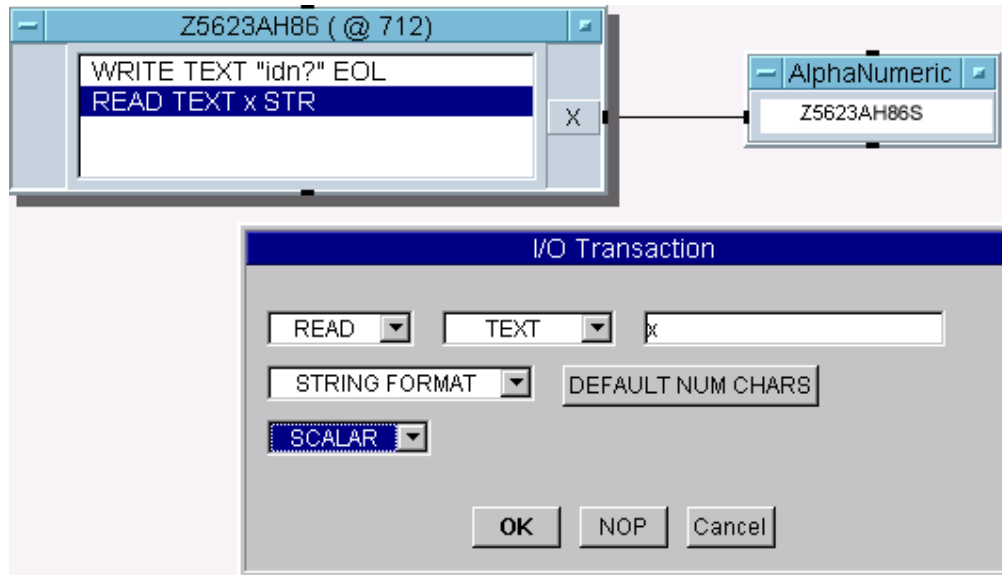 Z5623AH86 ( @ 712)
WRITE TEXT "idn?" EOL
READ TEXT x STR
X
AlphaNumeric
Z5623AH86S
I/O Transaction
READ TEXT x
STRING FORMAT DEFAULT NUM CHARS
SCALAR
OK NOP Cancel